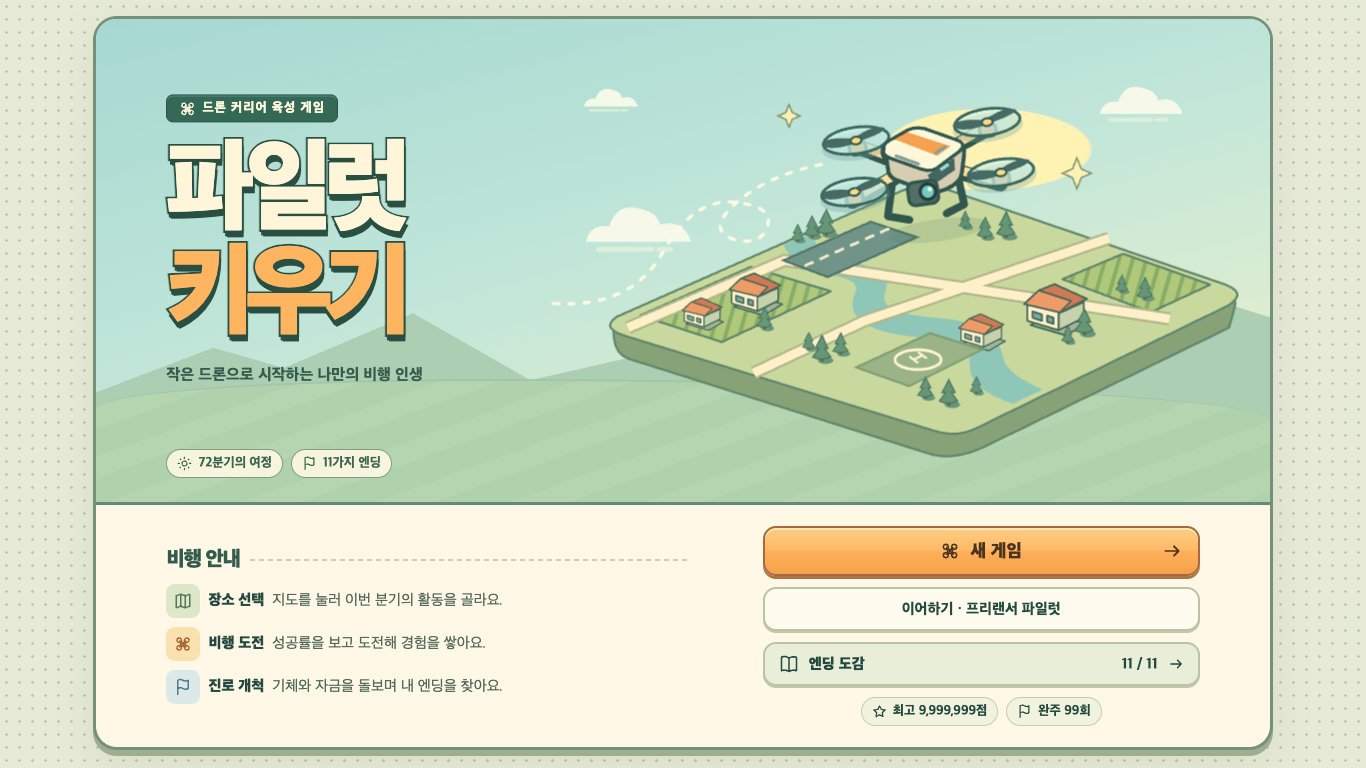 드론 커리어 육성 게임
파일럿
키우기
작은 드론으로 시작하는 나만의 비행 인생
72분기의 여정
11가지 엔딩
H
비행 안내
장소 선택 지도를 눌러 이번 분기의 활동을 골라요.
비행 도전 성공률을 보고 도전해 경험을 쌓아요.
진로 개척 기체와 자금을 돌보며 내 엔딩을 찾아요.
새 게임
이어하기 · 프리랜서 파일럿
엔딩 도감 11 / 11
최고 9,999,999점
완주 99회